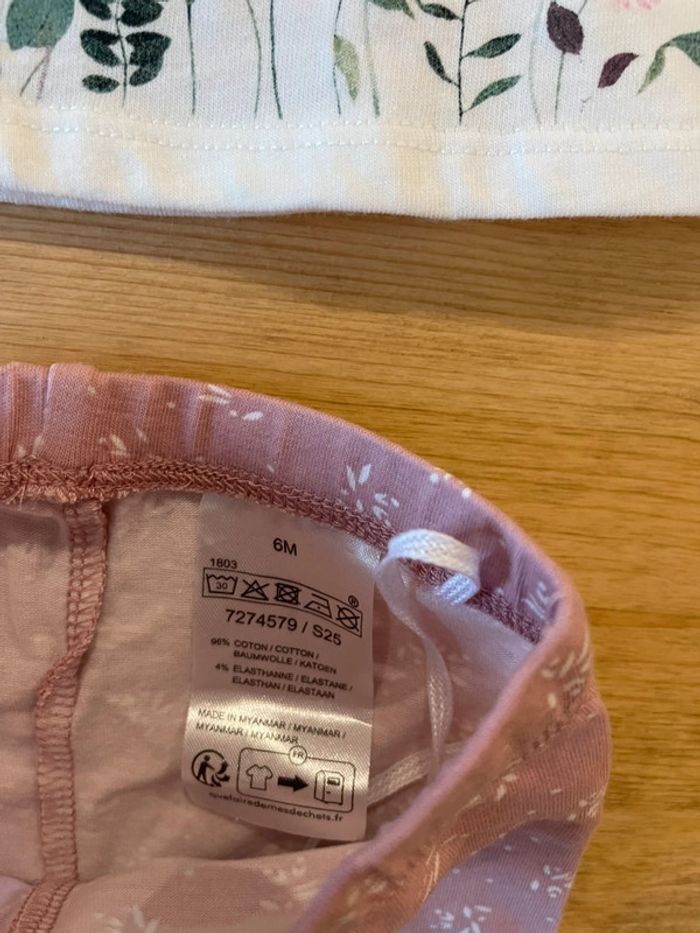 6M
1803
30
®
7274579 / S25
96% COTON / COTTON /
BAUMWOLLE / KATOEN
4% ELASTHANNE / ELASTANE /
ELASTHAN / ELASTAAN
MADE IN MYANMAR / MYANMAR /
MYANMAR / MYANMAR
FR
quefairedemesdechets.fr